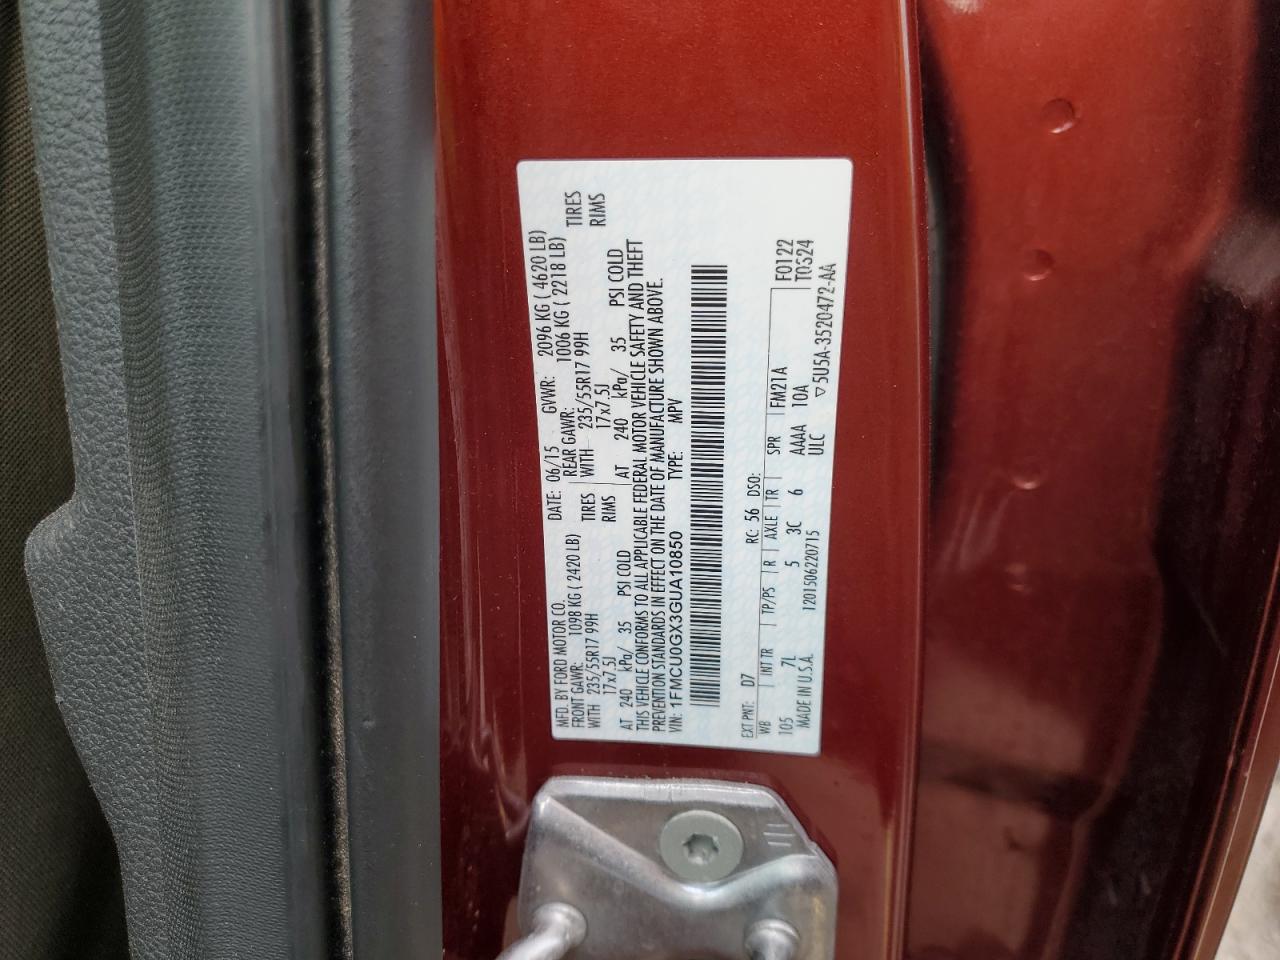 MFD. BY FORD MOTOR CO.
DATE: 06/15 GVWR: 2096 KG ( 4620 LB)
FRONT GAWR: 1098 KG ( 2420 LB) REAR GAWR: 1006 KG ( 2218 LB)
WITH 235/55R17 99H TIRES WITH 235/55R17 99H TIRES
17x7.5J RIMS 17x7.5J RIMS
AT 240 kPa/ 35 PSI COLD AT 240 kPa/ 35 PSI COLD
THIS VEHICLE CONFORMS TO ALL APPLICABLE FEDERAL MOTOR VEHICLE SAFETY AND THEFT
PREVENTION STANDARDS IN EFFECT ON THE DATE OF MANUFACTURE SHOWN ABOVE.
VIN: 1FMCU0GX3GUA10850 TYPE: MPV
EXT PNT: D7 RC: 56 DSO: F0122
WB INT TR TP/PS R AXLE TR SPR FM21A T0524
105 7L 5 3C 6 AAAA 10A
MADE IN U.S.A. 1201506220715 ULC ▽5U5A-3520472-AA